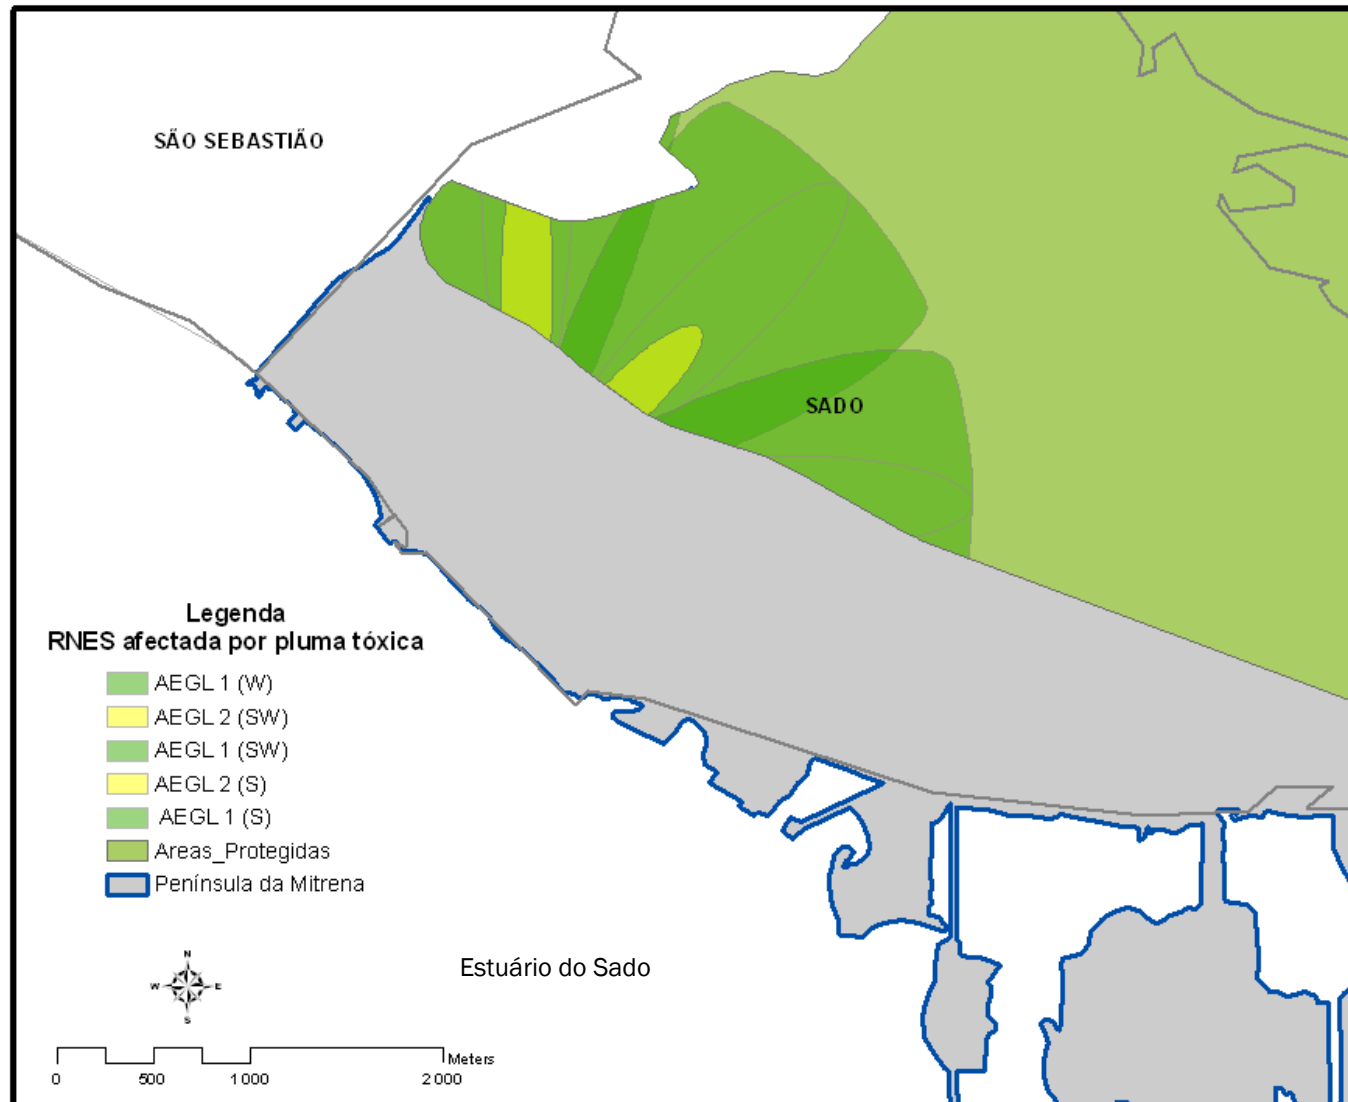 SÃO SEBASTIÃO
SADO
Legenda
RNES afectada por pluma tóxica
AEGL 1 (W)
AEGL 2 (SW)
AEGL 1 (SW)
AEGL 2 (S)
AEGL 1 (S)
Areas_Protegidas
Península da Mitrena
N
W E
S
Estuário do Sado
Meters
0 500 1 000 2 000